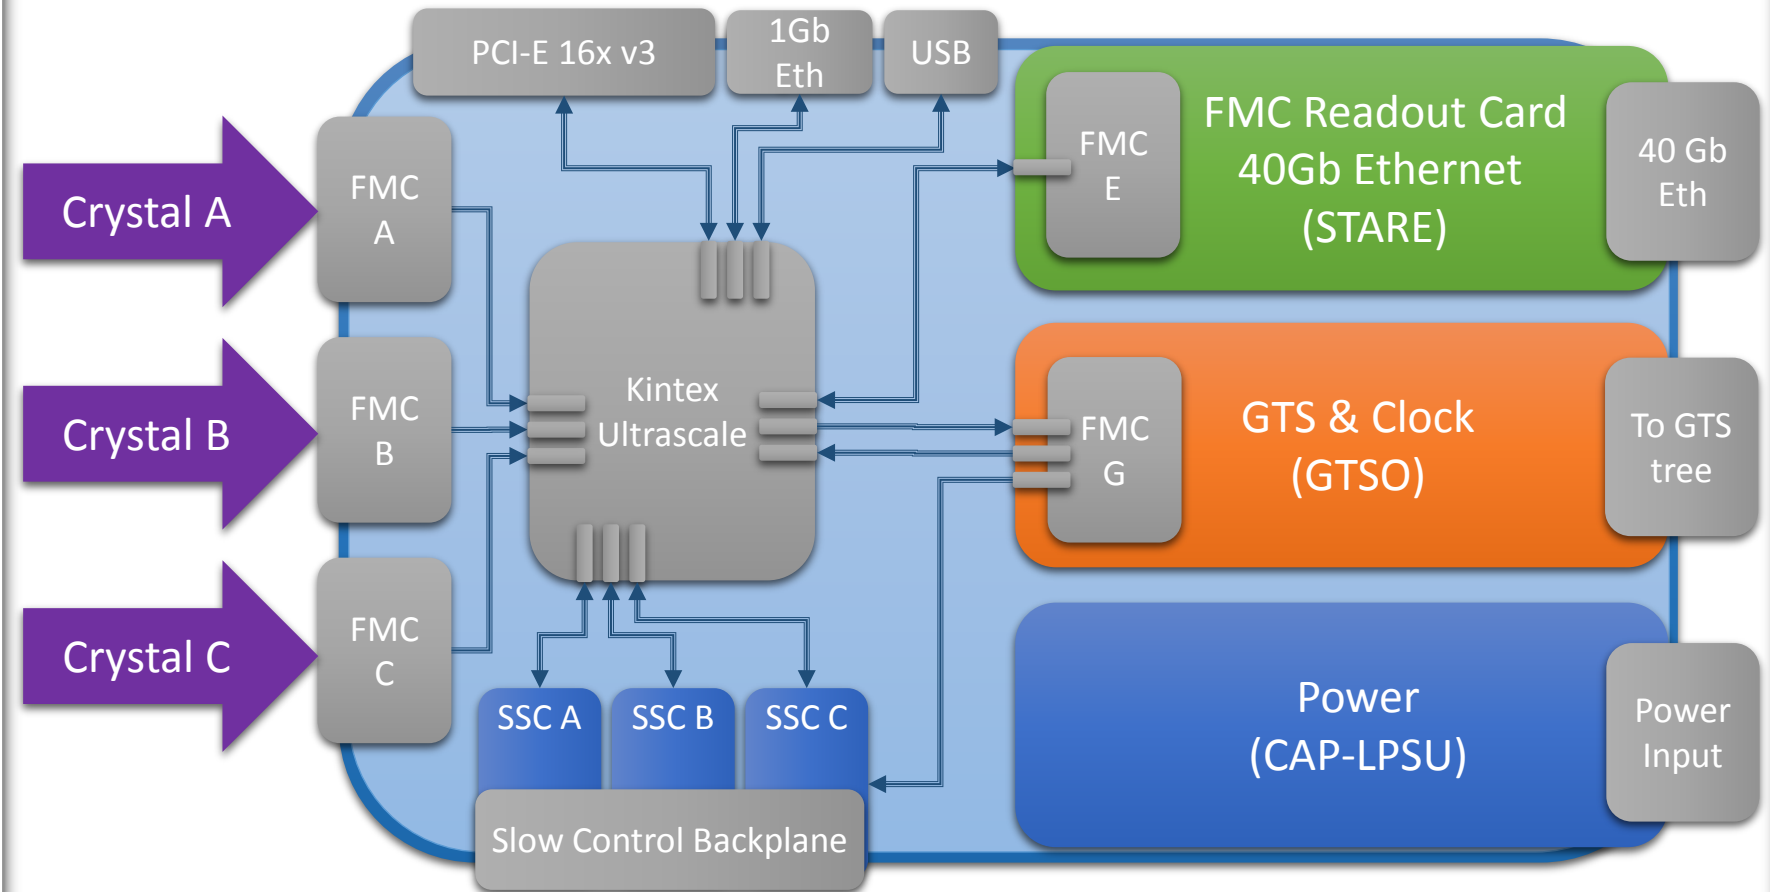 PCI-E 16x v3
1Gb
Eth
USB
Crystal A
FMC
A
FMC
E
FMC Readout Card
40Gb Ethernet
(STARE)
40 Gb
Eth
Crystal B
FMC
B
Kintex
Ultrascale
FMC
G
GTS & Clock
(GTSO)
To GTS
tree
Crystal C
FMC
C
SSC A
SSC B
SSC C
Slow Control Backplane
Power
(CAP-LPSU)
Power
Input